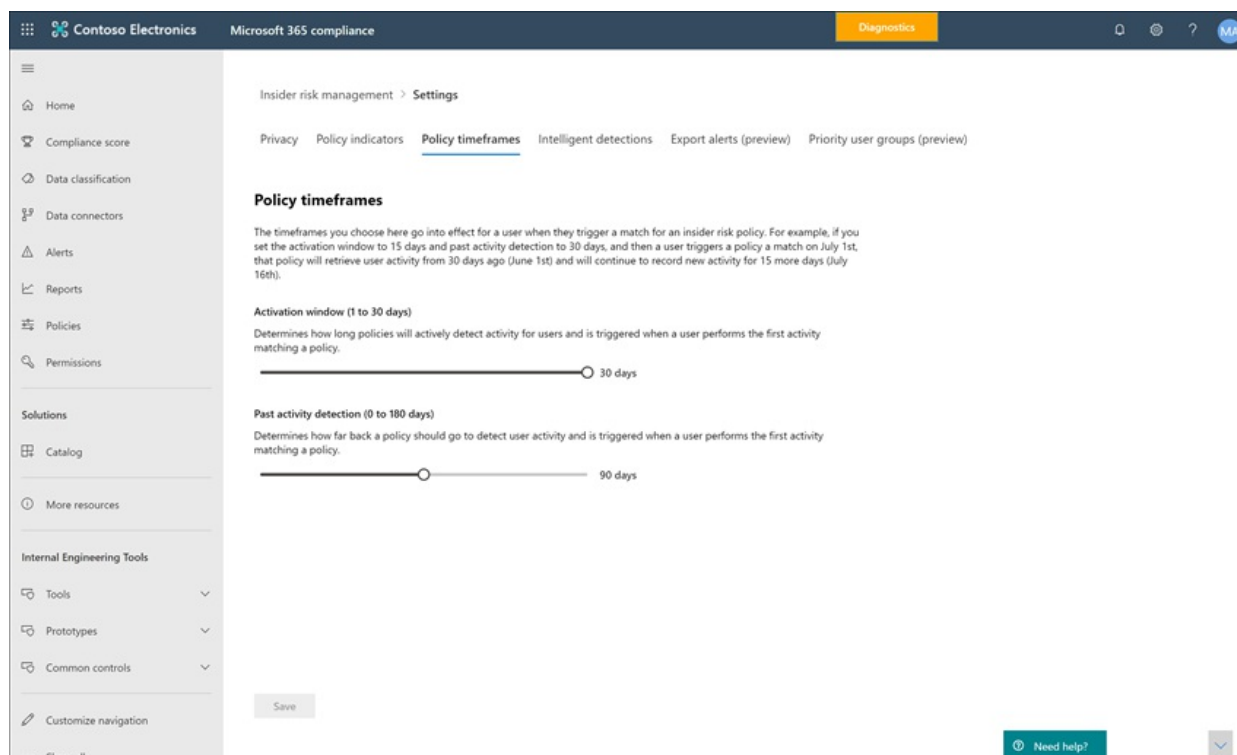 Contoso Electronics
Microsoft 365 compliance
Diagnostics
?
MA
Home
Compliance score
Data classification
Data connectors
Alerts
Reports
Policies
Permissions
Solutions
Catalog
More resources
Internal Engineering Tools
Tools
Prototypes
Common controls
Customize navigation
Insider risk management > Settings
Privacy Policy indicators Policy timeframes Intelligent detections Export alerts (preview) Priority user groups (preview)
Policy timeframes
The timeframes you choose here go into effect for a user when they trigger a match for an insider risk policy. For example, if you
set the activation window to 15 days and past activity detection to 30 days, and then a user triggers a policy a match on July 1st,
that policy will retrieve user activity from 30 days ago (June 1st) and will continue to record new activity for 15 more days (July
16th).
Activation window (1 to 30 days)
Determines how long policies will actively detect activity for users and is triggered when a user performs the first activity
matching a policy.
30 days
Past activity detection (0 to 180 days)
Determines how far back a policy should go to detect user activity and is triggered when a user performs the first activity
matching a policy.
90 days
Save
Need help?